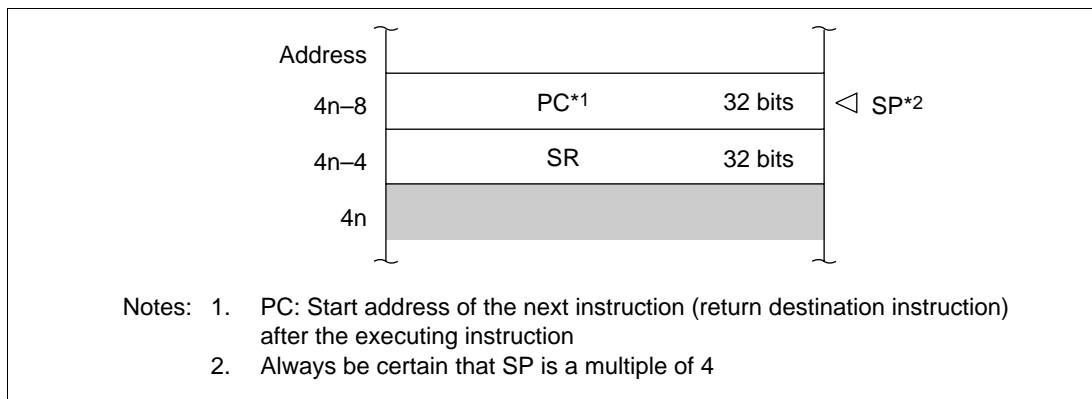 Address
4n–8 PC*1 32 bits ◁ SP*2
4n–4 SR 32 bits
4n
Notes: 1. PC: Start address of the next instruction (return destination instruction)
after the executing instruction
2. Always be certain that SP is a multiple of 4